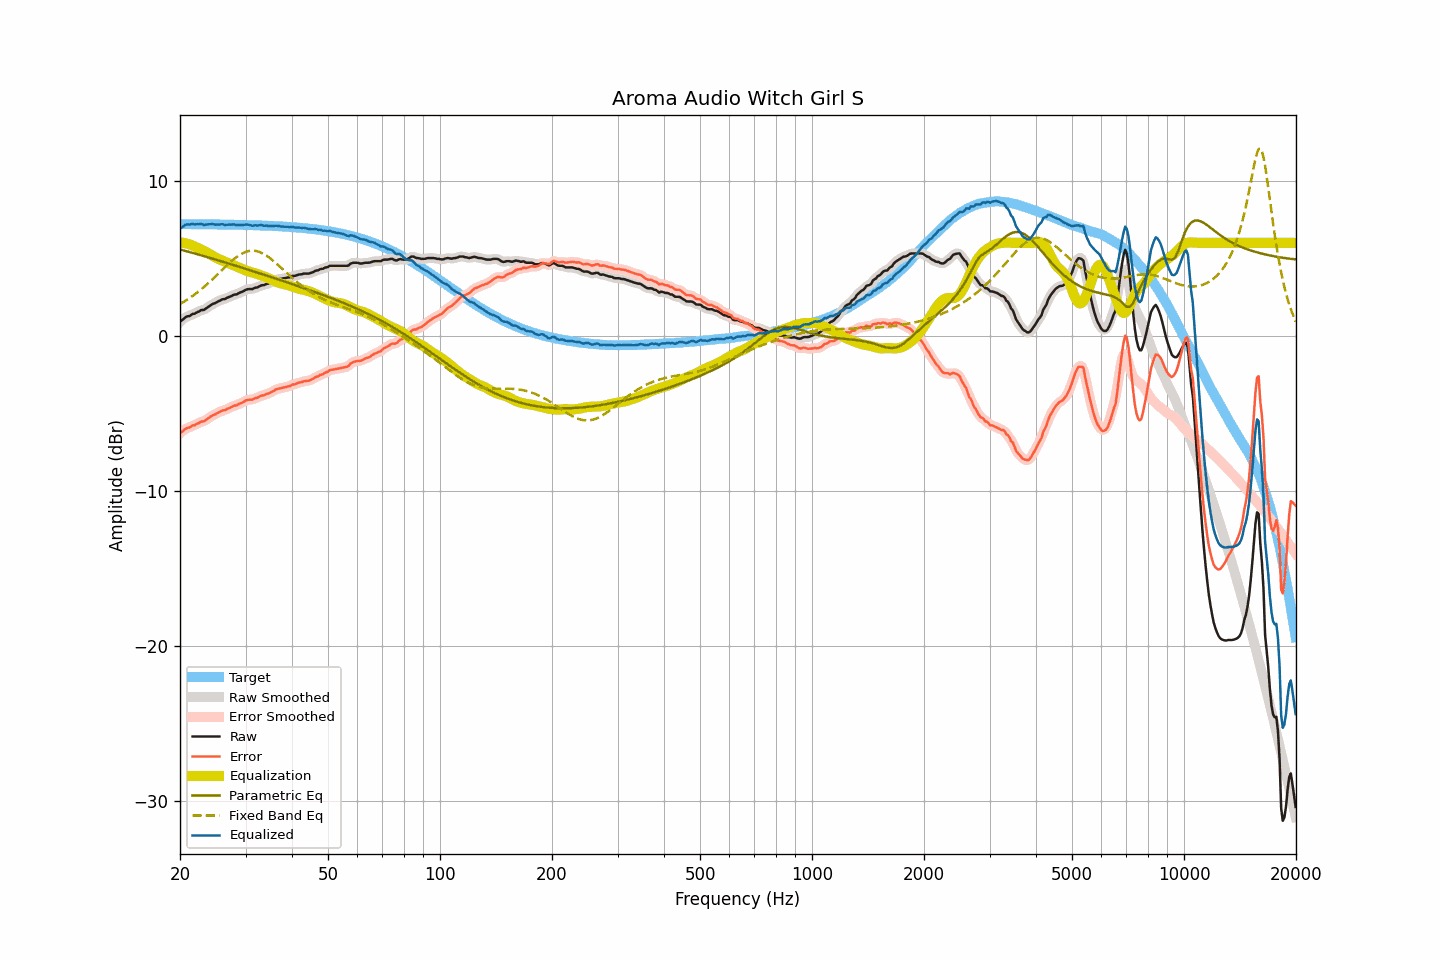 Aroma Audio Witch Girl S
Amplitude (dBr)
10
0
−10
−20
−30
Target
Raw Smoothed
Error Smoothed
Raw
Error
Equalization
Parametric Eq
Fixed Band Eq
Equalized
20 50 100 200 500 1000 2000 5000 10000 20000
Frequency (Hz)